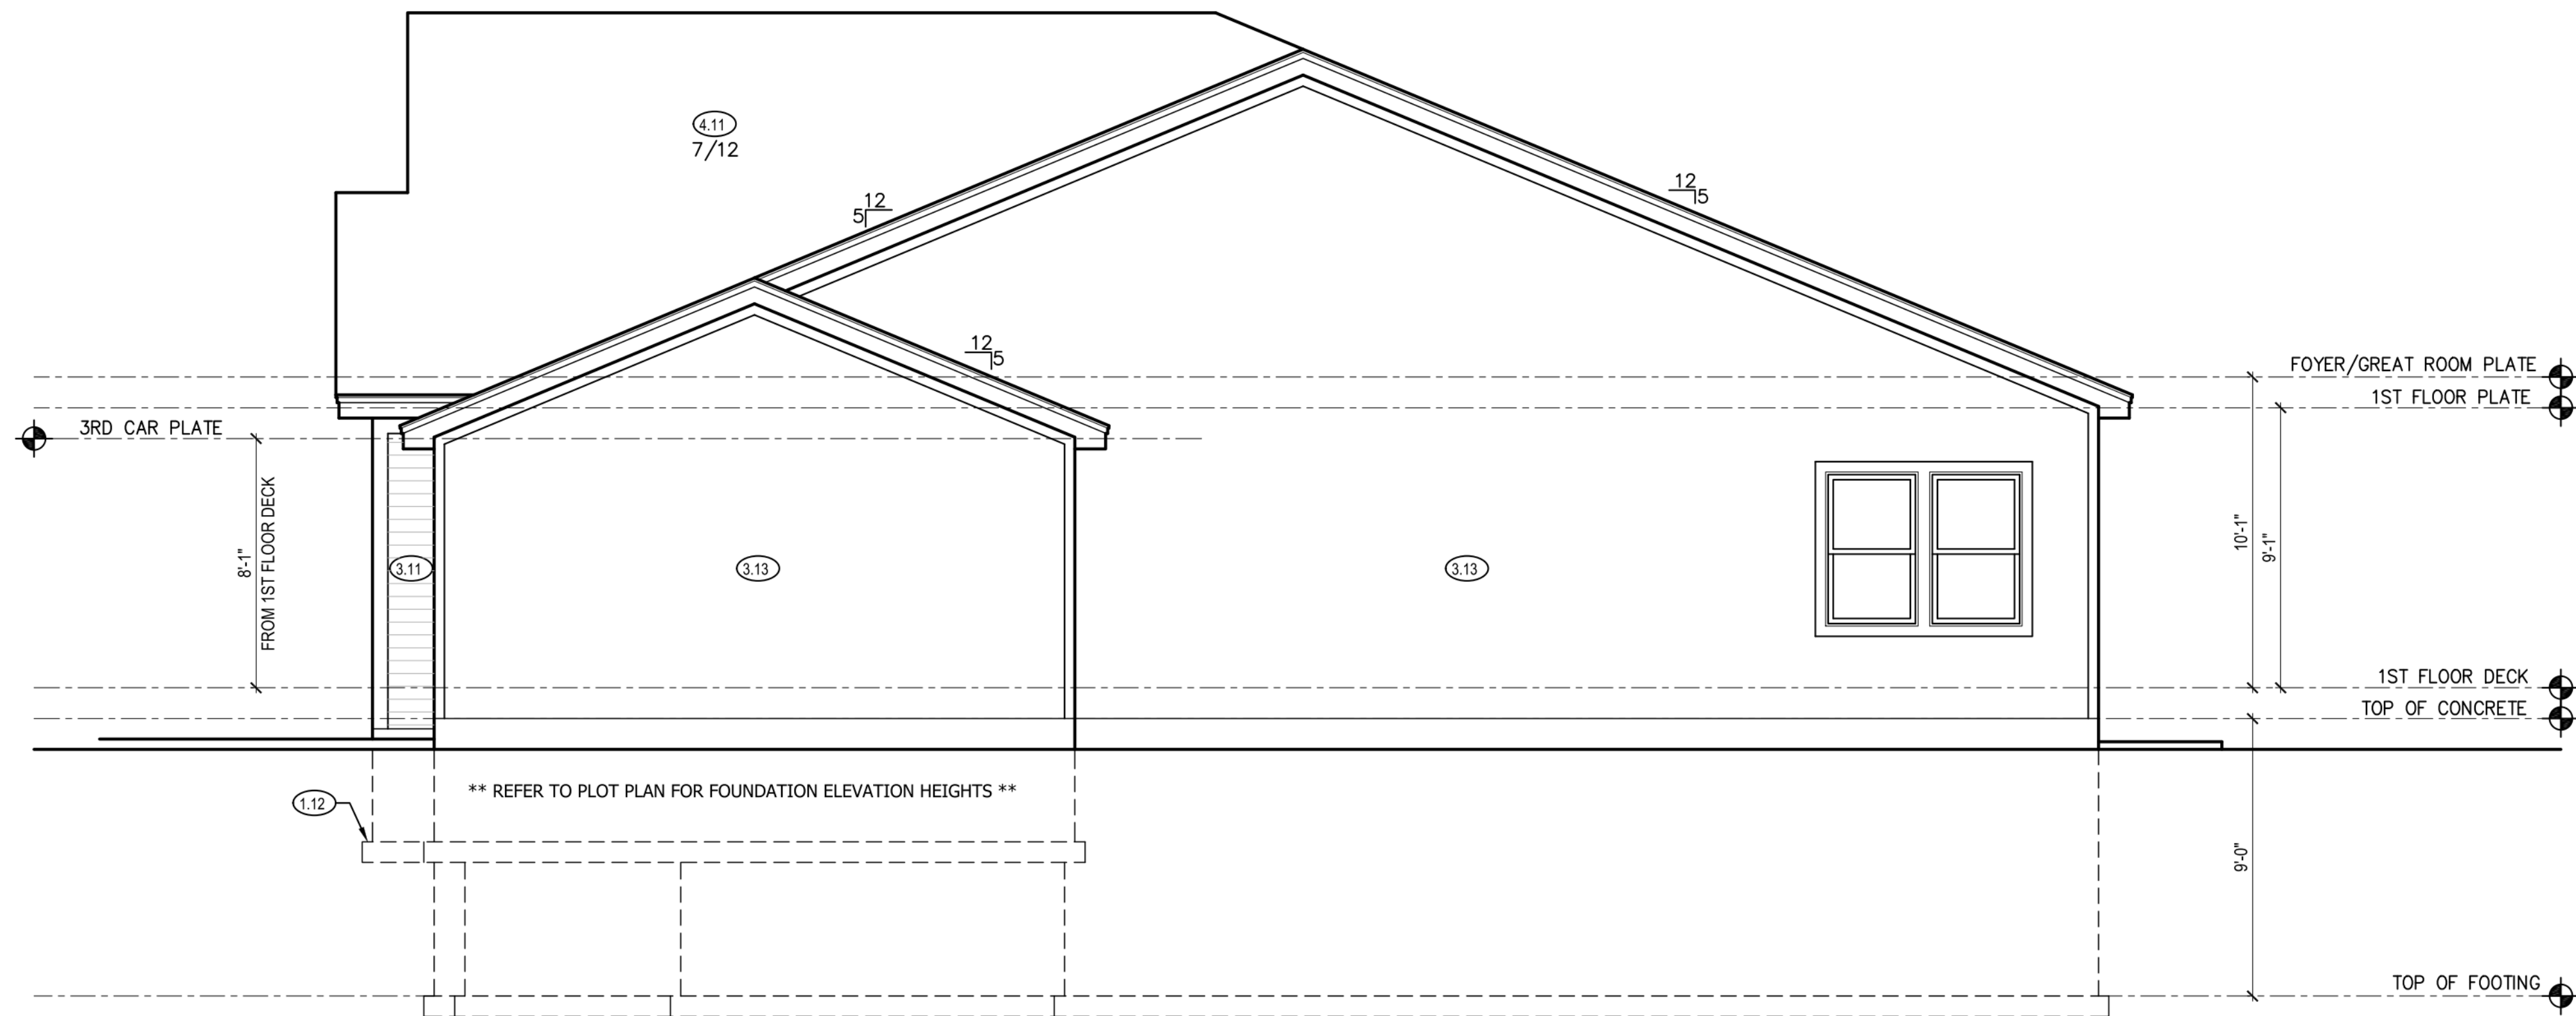 4.11
7/12
12
5
12
5
12
5
FOYER/GREAT ROOM PLATE
1ST FLOOR PLATE
3RD CAR PLATE
8'-1"
FROM 1ST FLOOR DECK
10'-1"
9'-1"
3.11
3.13
3.13
1ST FLOOR DECK
TOP OF CONCRETE
** REFER TO PLOT PLAN FOR FOUNDATION ELEVATION HEIGHTS **
1.12
9'-0"
TOP OF FOOTING